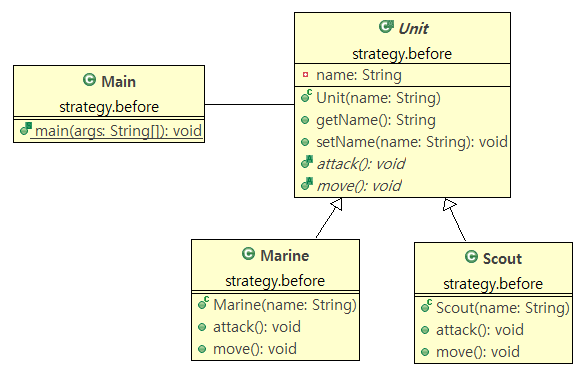 Unit
strategy.before
name: String
Unit(name: String)
getName(): String
setName(name: String): void
attack(): void
move(): void
Main
strategy.before
main(args: String[]): void
Marine
strategy.before
Marine(name: String)
attack(): void
move(): void
Scout
strategy.before
Scout(name: String)
attack(): void
move(): void